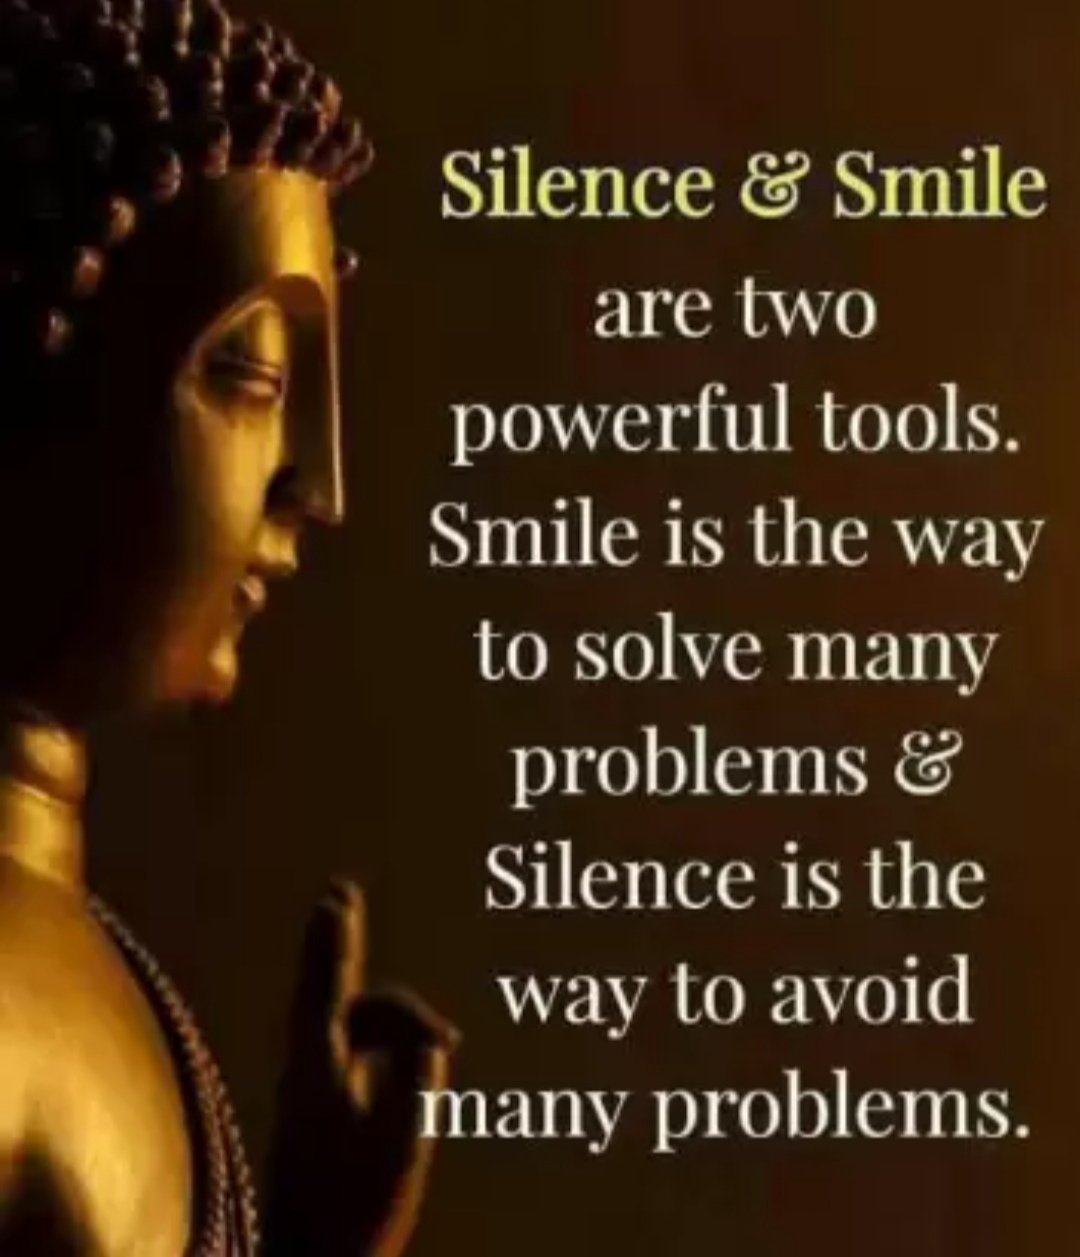 Silence & Smile
are two
powerful tools.
Smile is the way
to solve many
problems &
Silence is the
way to avoid
many problems.